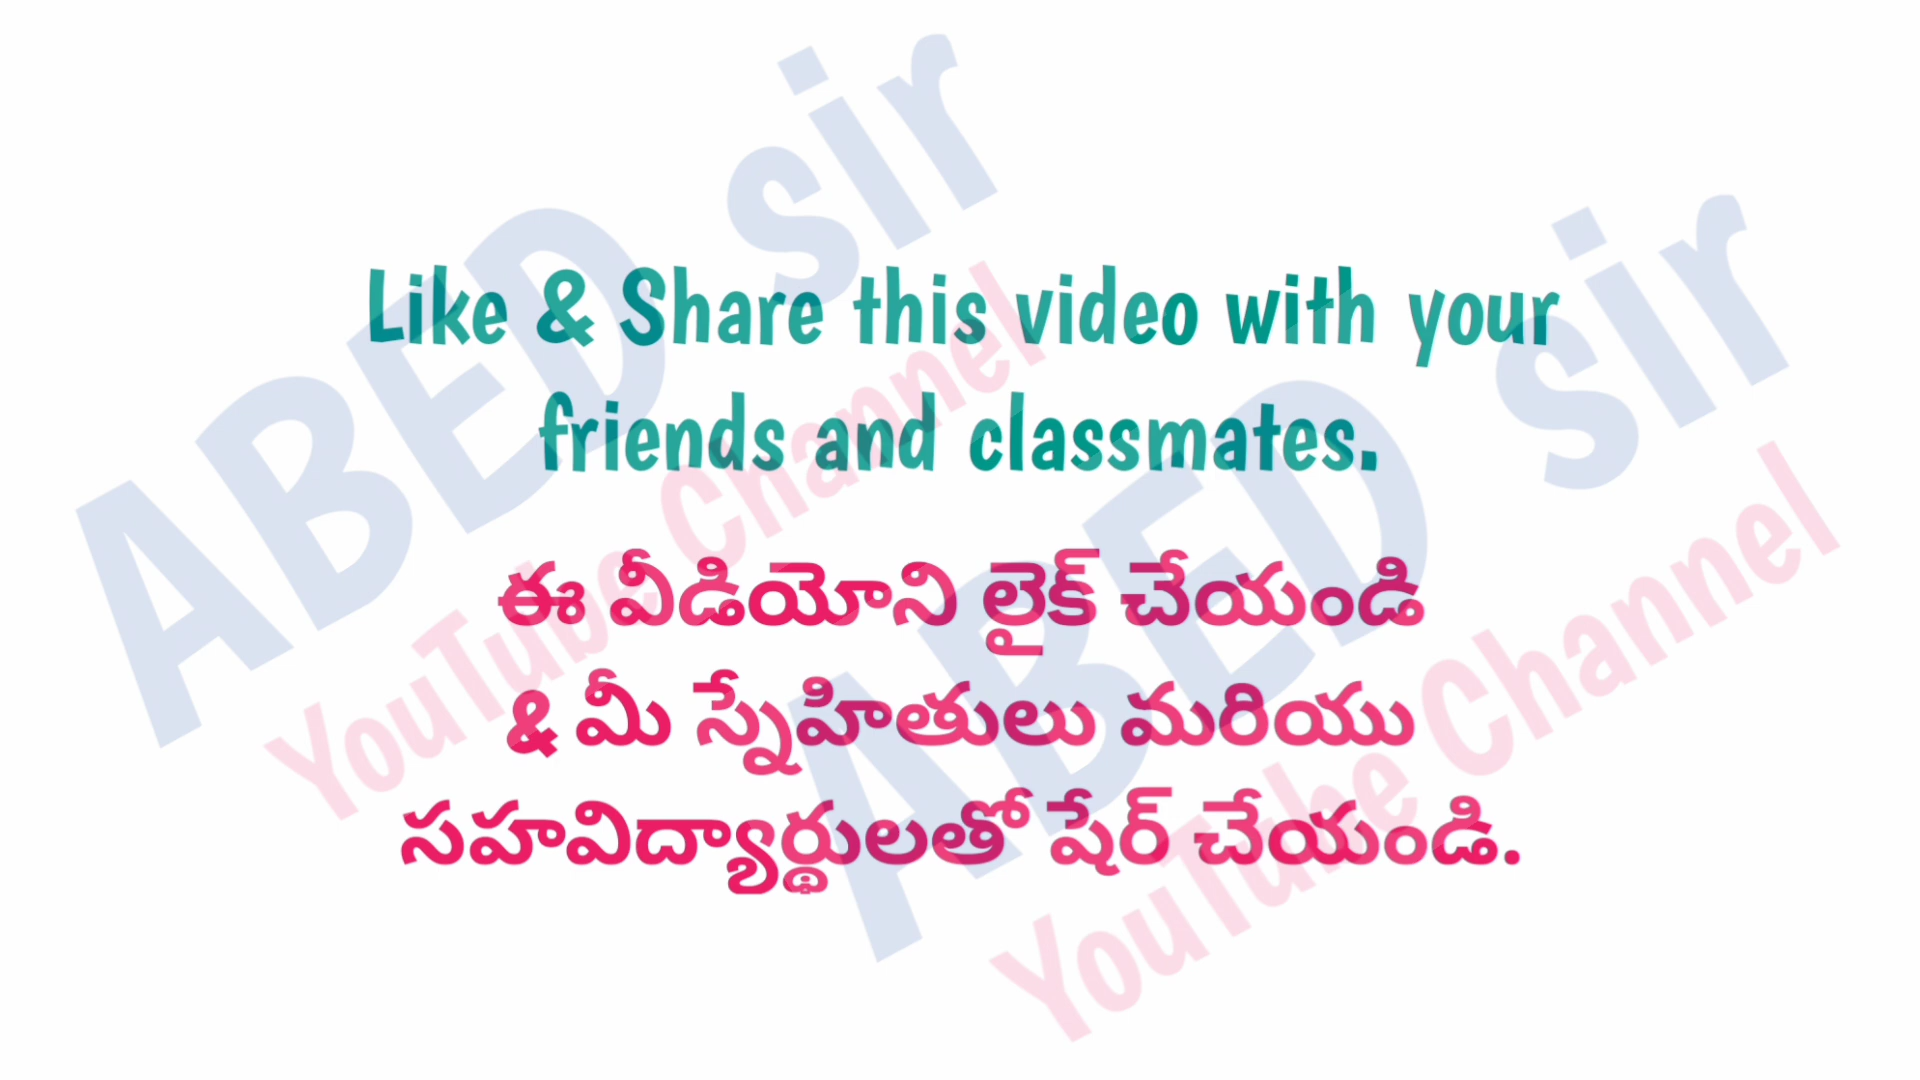 Like & Share this video with your
friends and classmates.
ఈ వీడియోని లైక్ చేయండి
& మీ స్నేహితులు మరియు
సహవిద్యార్థులతో షేర్ చేయండి.
ABED sir
YouTube Channel
ABED sir
YouTube Channel